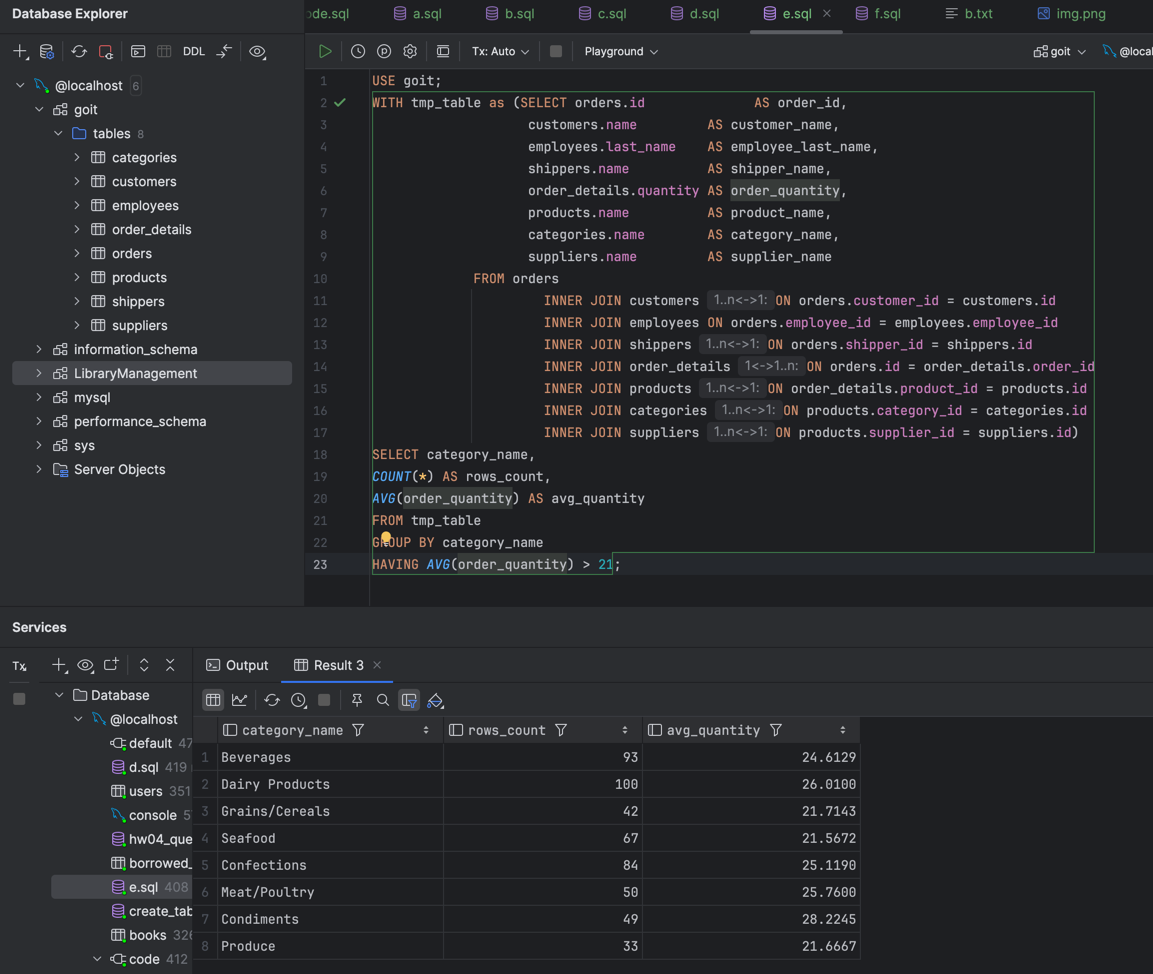 Database Explorer
DDL
@localhost 6
goit
tables 8
categories
customers
employees
order_details
orders
products
shippers
suppliers
information_schema
LibraryManagement
mysql
performance_schema
sys
Server Objects
ode.sql a.sql b.sql c.sql d.sql e.sql f.sql b.txt img.png
Tx: Auto Playground goit @local
1 USE goit;
2 WITH tmp_table as (SELECT orders.id AS order_id,
3 customers.name AS customer_name,
4 employees.last_name AS employee_last_name,
5 shippers.name AS shipper_name,
6 order_details.quantity AS order_quantity,
7 products.name AS product_name,
8 categories.name AS category_name,
9 suppliers.name AS supplier_name
10 FROM orders
11 INNER JOIN customers 1..n<->1: ON orders.customer_id = customers.id
12 INNER JOIN employees ON orders.employee_id = employees.employee_id
13 INNER JOIN shippers 1..n<->1: ON orders.shipper_id = shippers.id
14 INNER JOIN order_details 1<->1..n: ON orders.id = order_details.order_id
15 INNER JOIN products 1..n<->1: ON order_details.product_id = products.id
16 INNER JOIN categories 1..n<->1: ON products.category_id = categories.id
17 INNER JOIN suppliers 1..n<->1: ON products.supplier_id = suppliers.id)
18 SELECT category_name,
19 COUNT(*) AS rows_count,
20 AVG(order_quantity) AS avg_quantity
21 FROM tmp_table
22 GROUP BY category_name
23 HAVING AVG(order_quantity) > 21;
Services
Tx
Database
@localhost
default 47
d.sql 419
users 351
console 5
hw04_que
borrowed_
e.sql 408
create_tab
books 326
code 412
Output Result 3
category_name rows_count avg_quantity
1 Beverages 93 24.6129
2 Dairy Products 100 26.0100
3 Grains/Cereals 42 21.7143
4 Seafood 67 21.5672
5 Confections 84 25.1190
6 Meat/Poultry 50 25.7600
7 Condiments 49 28.2245
8 Produce 33 21.6667